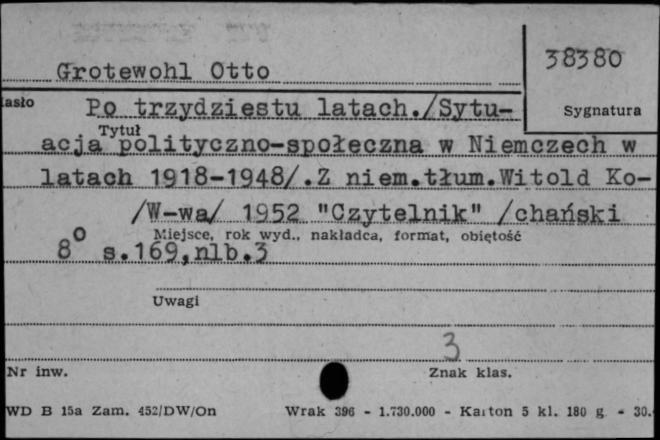 38380
Grotewohl Otto
Hasło Po trzydziestu latach./Sytu-
Sygnatura
Tytuł
acja polityczno-społeczna w Niemczech w
latach 1918-1948/.Z niem.tłum.Witold Ko-
/W-wa/ 1952 "Czytelnik" /chański
Miejsce, rok wyd., nakładca, format, objętość
8° s.169,nlb.3
Uwagi
3
Nr inw. Znak klas.
WD B 15a Zam. 452/DW/On Wrak 396 - 1.730.000 - Karton 5 kl. 180 g - 30.